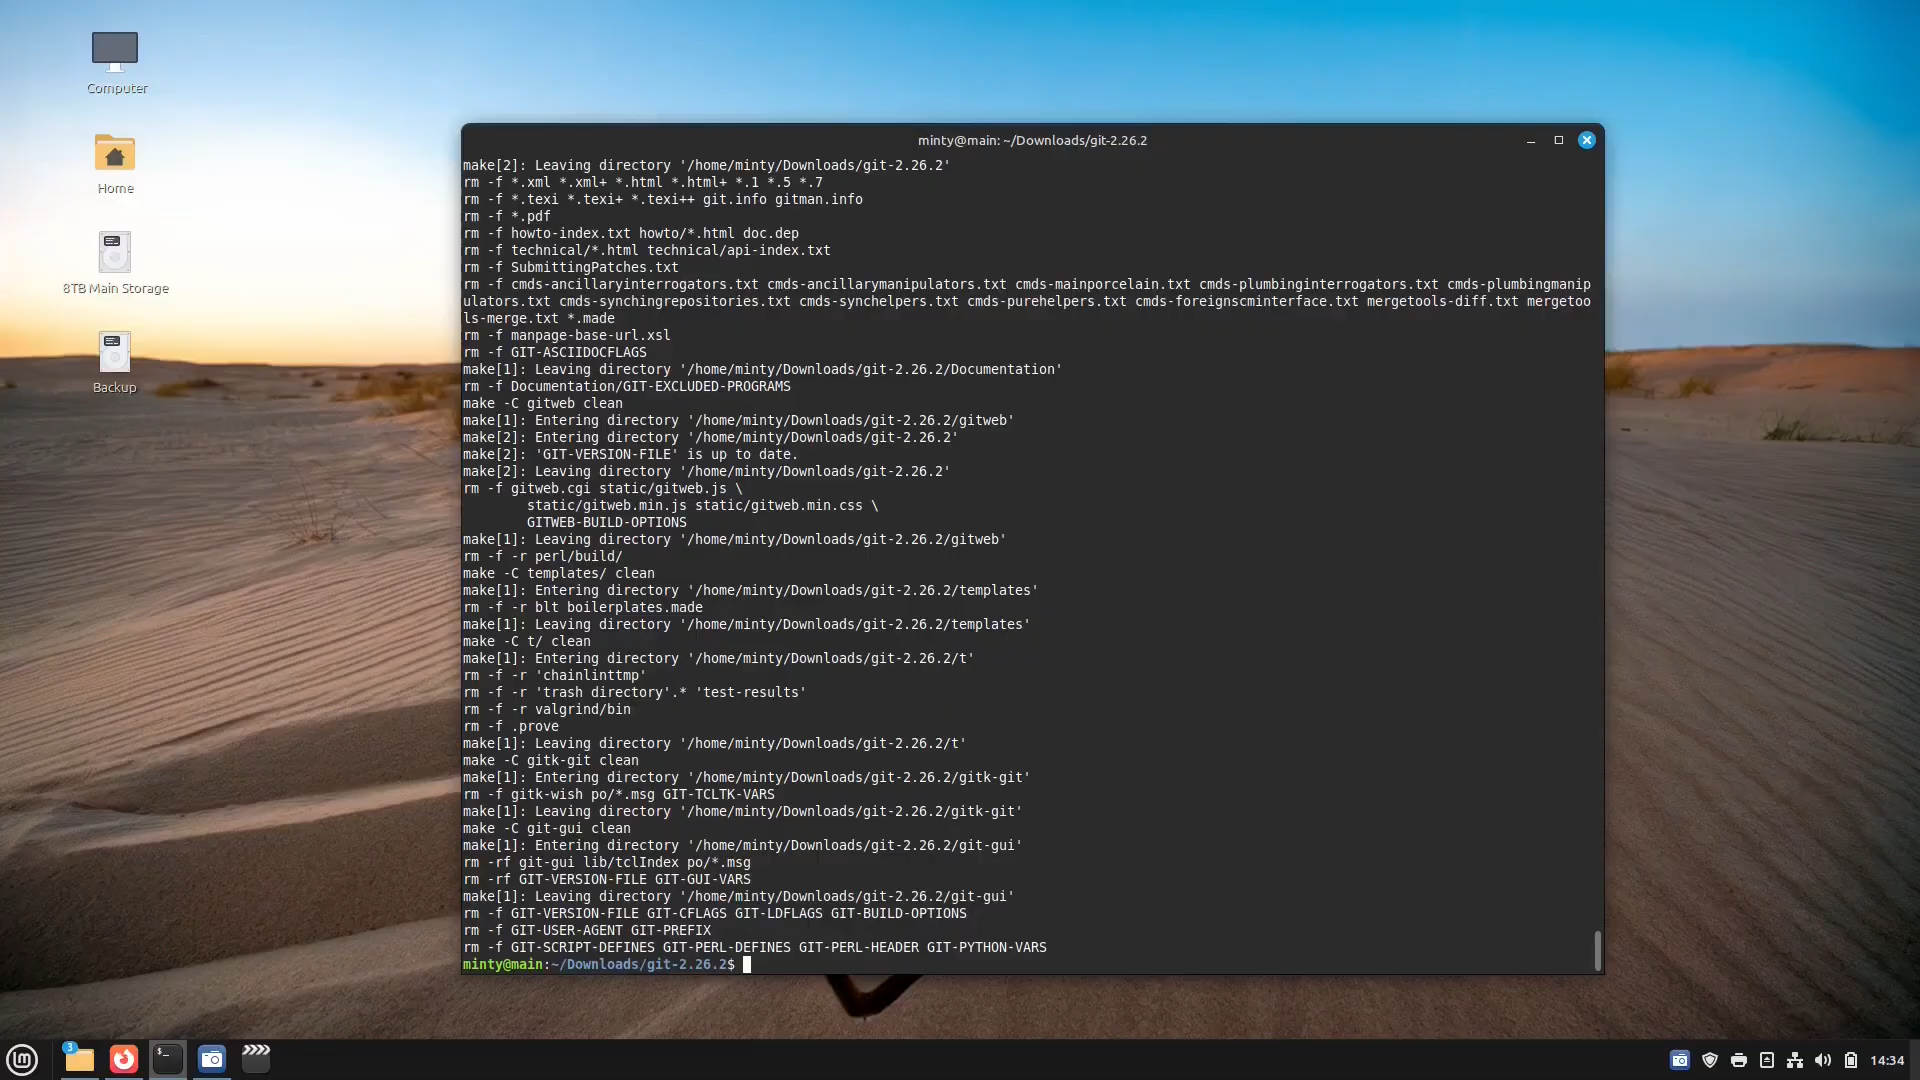 Computer
Home
8TB Main Storage
Backup
minty@main: ~/Downloads/git-2.26.2
make[2]: Leaving directory '/home/minty/Downloads/git-2.26.2'
rm -f *.xml *.xml+ *.html *.html+ *.1 *.5 *.7
rm -f *.texi *.texi+ *.texi++ git.info gitman.info
rm -f *.pdf
rm -f howto-index.txt howto/*.html doc.dep
rm -f technical/*.html technical/api-index.txt
rm -f SubmittingPatches.txt
rm -f cmds-ancillaryinterrogators.txt cmds-ancillarymanipulators.txt cmds-mainporcelain.txt cmds-plumbinginterrogators.txt cmds-plumbingmanip
ulators.txt cmds-synchingrepositories.txt cmds-synchelpers.txt cmds-purehelpers.txt cmds-foreignscminterface.txt mergetools-diff.txt mergetoo
ls-merge.txt *.made
rm -f manpage-base-url.xsl
rm -f GIT-ASCIIDOCFLAGS
make[1]: Leaving directory '/home/minty/Downloads/git-2.26.2/Documentation'
rm -f Documentation/GIT-EXCLUDED-PROGRAMS
make -C gitweb clean
make[1]: Entering directory '/home/minty/Downloads/git-2.26.2/gitweb'
make[2]: Entering directory '/home/minty/Downloads/git-2.26.2'
make[2]: 'GIT-VERSION-FILE' is up to date.
make[2]: Leaving directory '/home/minty/Downloads/git-2.26.2'
rm -f gitweb.cgi static/gitweb.js \
static/gitweb.min.js static/gitweb.min.css \
GITWEB-BUILD-OPTIONS
make[1]: Leaving directory '/home/minty/Downloads/git-2.26.2/gitweb'
rm -f -r perl/build/
make -C templates/ clean
make[1]: Entering directory '/home/minty/Downloads/git-2.26.2/templates'
rm -f -r blt boilerplates.made
make[1]: Leaving directory '/home/minty/Downloads/git-2.26.2/templates'
make -C t/ clean
make[1]: Entering directory '/home/minty/Downloads/git-2.26.2/t'
rm -f -r 'chainlinttmp'
rm -f -r 'trash directory'.* 'test-results'
rm -f -r valgrind/bin
rm -f .prove
make[1]: Leaving directory '/home/minty/Downloads/git-2.26.2/t'
make -C gitk-git clean
make[1]: Entering directory '/home/minty/Downloads/git-2.26.2/gitk-git'
rm -f gitk-wish po/*.msg GIT-TCLTK-VARS
make[1]: Leaving directory '/home/minty/Downloads/git-2.26.2/gitk-git'
make -C git-gui clean
make[1]: Entering directory '/home/minty/Downloads/git-2.26.2/git-gui'
rm -rf git-gui lib/tclIndex po/*.msg
rm -rf GIT-VERSION-FILE GIT-GUI-VARS
make[1]: Leaving directory '/home/minty/Downloads/git-2.26.2/git-gui'
rm -f GIT-VERSION-FILE GIT-CFLAGS GIT-LDFLAGS GIT-BUILD-OPTIONS
rm -f GIT-USER-AGENT GIT-PREFIX
rm -f GIT-SCRIPT-DEFINES GIT-PERL-DEFINES GIT-PERL-HEADER GIT-PYTHON-VARS
minty@main:~/Downloads/git-2.26.2$
3
14:34